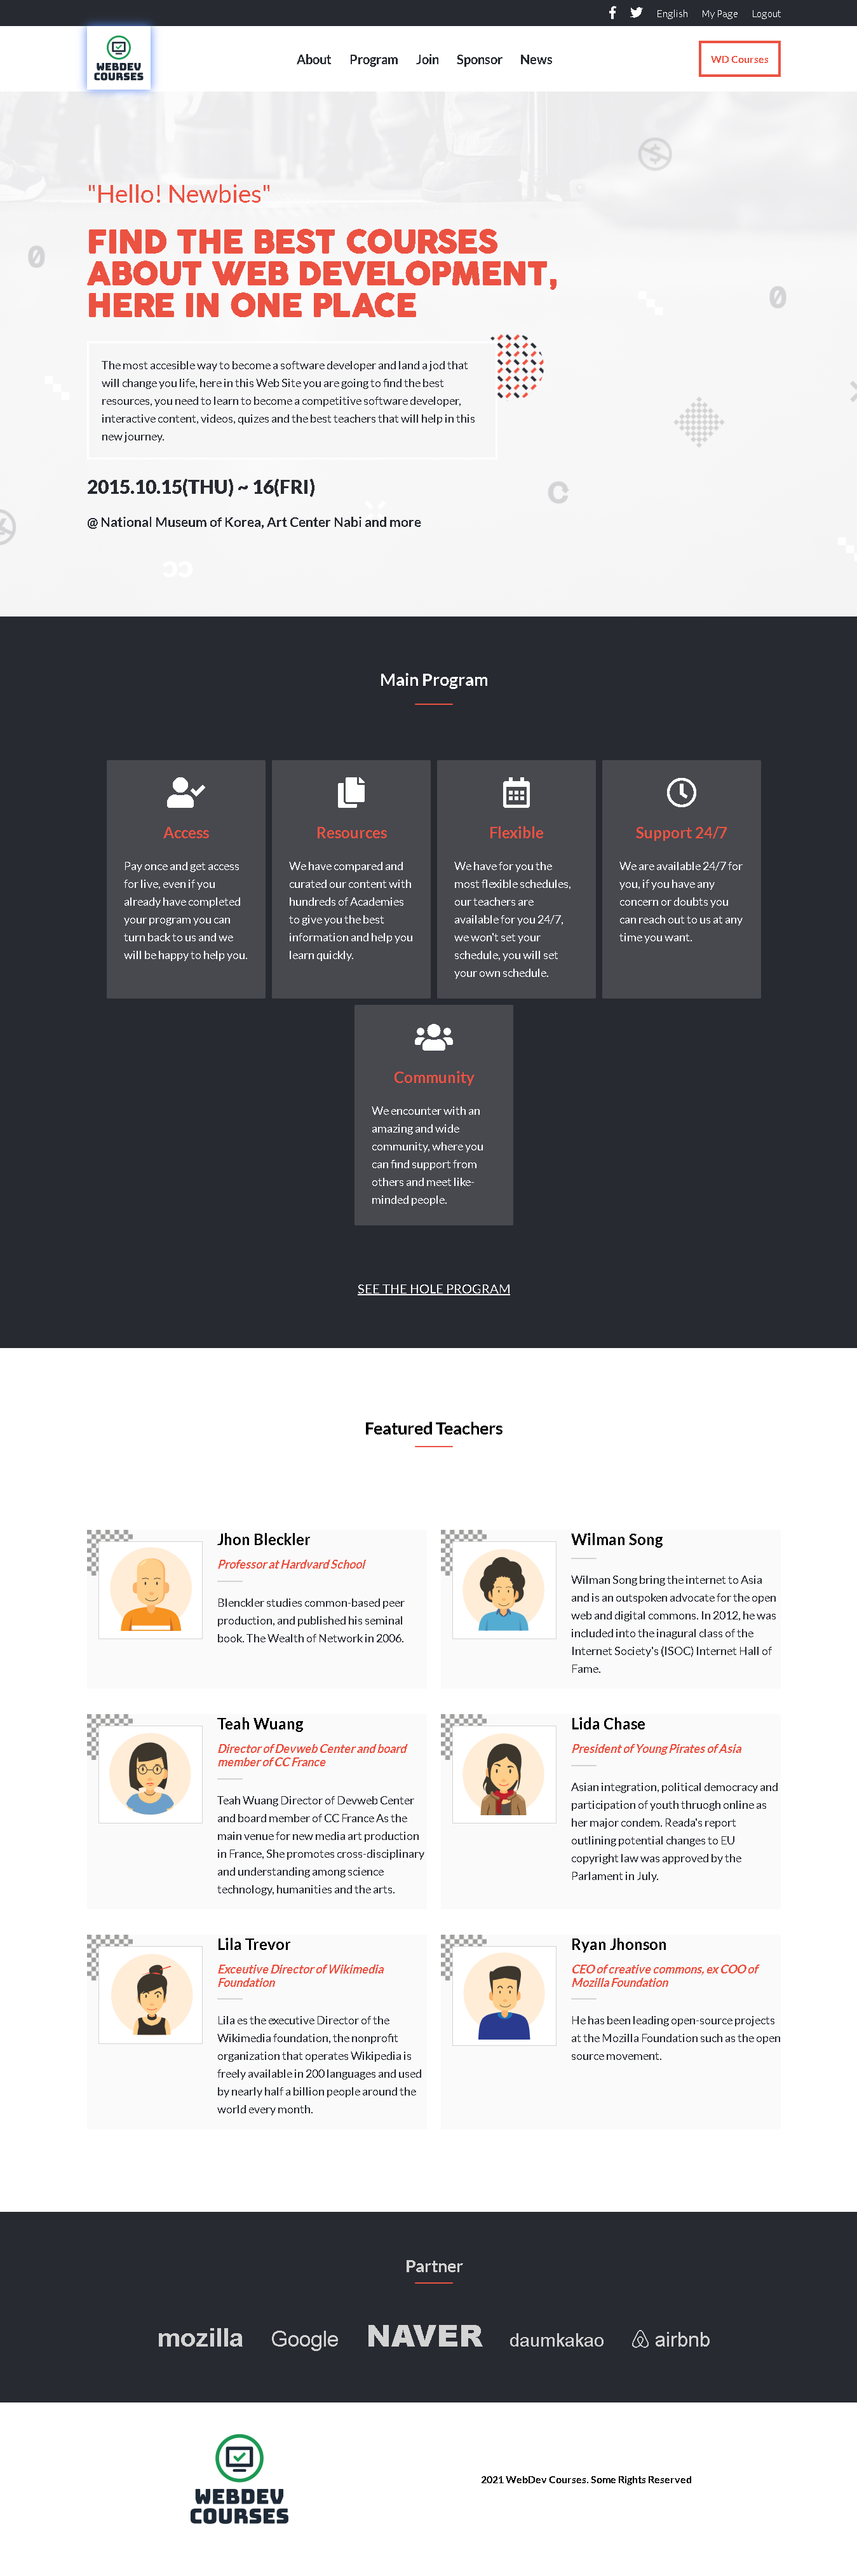 English My Page Logout
WEBDEV
COURSES
About Program Join Sponsor News
WD Courses
"Hello! Newbies"
FIND THE BEST COURSES
ABOUT WEB DEVELOPMENT,
HERE IN ONE PLACE
The most accesible way to become a software developer and land a jod that
will change you life, here in this Web Site you are going to find the best
resources, you need to learn to become a competitive software developer,
interactive content, videos, quizes and the best teachers that will help in this
new journey.
2015.10.15(THU) ~ 16(FRI)
@ National Museum of Korea, Art Center Nabi and more
Main Program
Access
Pay once and get access
for live, even if you
already have completed
your program you can
turn back to us and we
will be happy to help you.
Resources
We have compared and
curated our content with
hundreds of Academies
to give you the best
information and help you
learn quickly.
Flexible
We have for you the
most flexible schedules,
our teachers are
available for you 24/7,
we won't set your
schedule, you will set
your own schedule.
Support 24/7
We are available 24/7 for
you, if you have any
concern or doubts you
can reach out to us at any
time you want.
Community
We encounter with an
amazing and wide
community, where you
can find support from
others and meet like-
minded people.
SEE THE HOLE PROGRAM
Featured Teachers
Jhon Bleckler
Professor at Hardvard School
Blenckler studies common-based peer
production, and published his seminal
book. The Wealth of Network in 2006.
Wilman Song
Wilman Song bring the internet to Asia
and is an outspoken advocate for the open
web and digital commons. In 2012, he was
included into the inagural class of the
Internet Society's (ISOC) Internet Hall of
Fame.
Teah Wuang
Director of Devweb Center and board
member of CC France
Teah Wuang Director of Devweb Center
and board member of CC France As the
main venue for new media art production
in France, She promotes cross-disciplinary
and understanding among science
technology, humanities and the arts.
Lida Chase
President of Young Pirates of Asia
Asian integration, political democracy and
participation of youth thruogh online as
her major condem. Reada's report
outlining potential changes to EU
copyright law was approved by the
Parlament in July.
Lila Trevor
Exceutive Director of Wikimedia
Foundation
Lila es the executive Director of the
Wikimedia foundation, the nonprofit
organization that operates Wikipedia is
freely available in 200 languages and used
by nearly half a billion people around the
world every month.
Ryan Jhonson
CEO of creative commons, ex COO of
Mozilla Foundation
He has been leading open-source projects
at the Mozilla Foundation such as the open
source movement.
Partner
mozilla Google NAVER daumkakao airbnb
WEBDEV
COURSES
2021 WebDev Courses. Some Rights Reserved